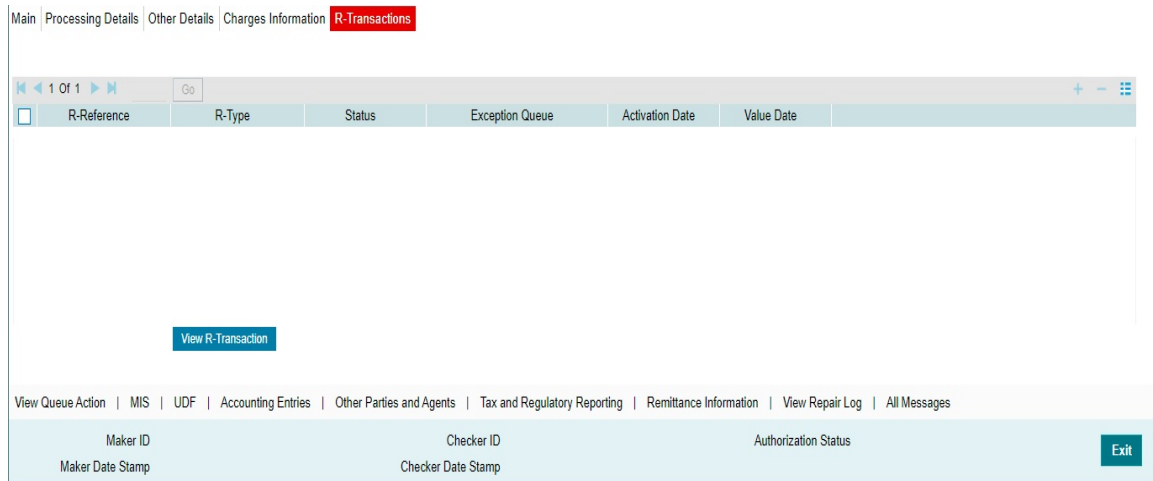 Main Processing Details Other Details Charges Information R-Transactions
1 Of 1 Go
R-Reference R-Type Status Exception Queue Activation Date Value Date
View R-Transaction
View Queue Action | MIS | UDF | Accounting Entries | Other Parties and Agents | Tax and Regulatory Reporting | Remittance Information | View Repair Log | All Messages
Maker ID Checker ID Authorization Status
Exit
Maker Date Stamp Checker Date Stamp